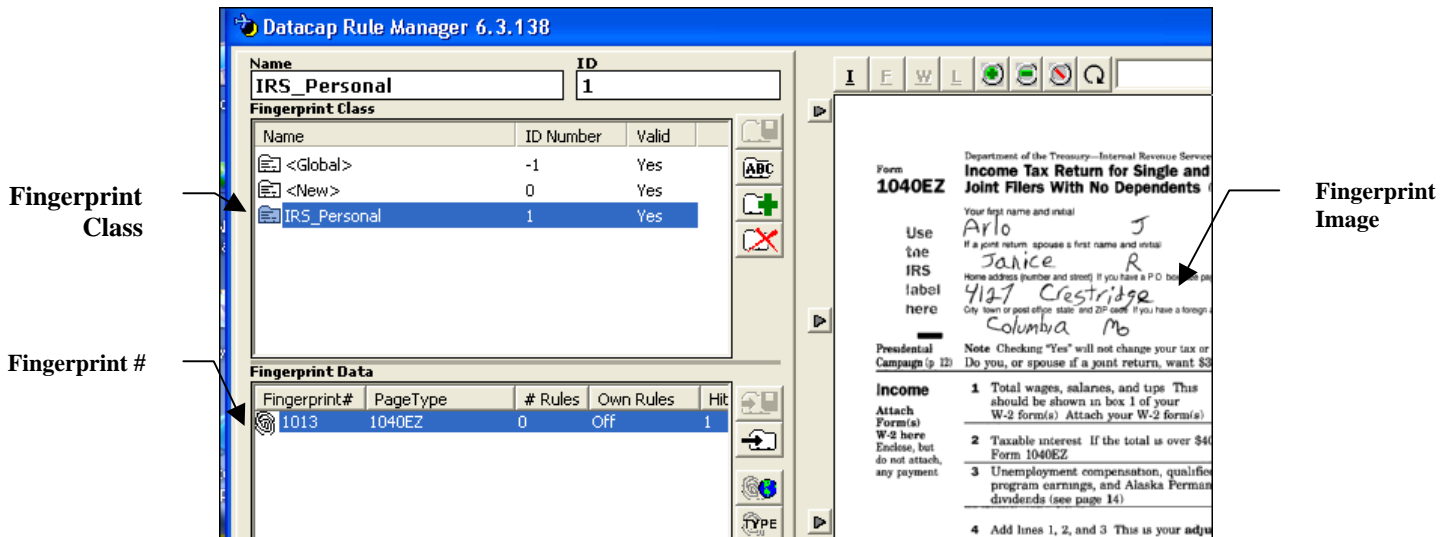 Datacap Rule Manager 6.3.138
Name ID
IRS_Personal 1
Fingerprint Class
Name ID Number Valid
<Global> -1 Yes
<New> 0 Yes
IRS_Personal 1 Yes
ABC
Fingerprint Class
Fingerprint #
Fingerprint Data
Fingerprint# PageType # Rules Own Rules Hit
1013 1040EZ 0 Off 1
TYPE
I F W L
Department of the Treasury—Internal Revenue Service
Form Income Tax Return for Single and
1040EZ Joint Filers With No Dependents
Your first name and initial
Arlo J
If a joint return spouse s first name and initial
Janice R
Home address (number and street) If you have a P O box see pag
4127 Crestridge
City town or post office state and ZIP code If you have a foreign a
Columbia Mo
Use
the
IRS
label
here
Presidential Note Checking "Yes" will not change your tax or
Campaign (p 12) Do you, or spouse if a joint return, want $3
Income
Attach
Form(s)
W-2 here
Enclose, but
do not attach,
any payment
1 Total wages, salaries, and tips This
should be shown in box 1 of your
W-2 form(s) Attach your W-2 form(s)
2 Taxable interest If the total is over $40
Form 1040EZ
3 Unemployment compensation, qualifie
program earnings, and Alaska Perman
dividends (see page 14)
4 Add lines 1, 2, and 3 This is your adju
Fingerprint
Image